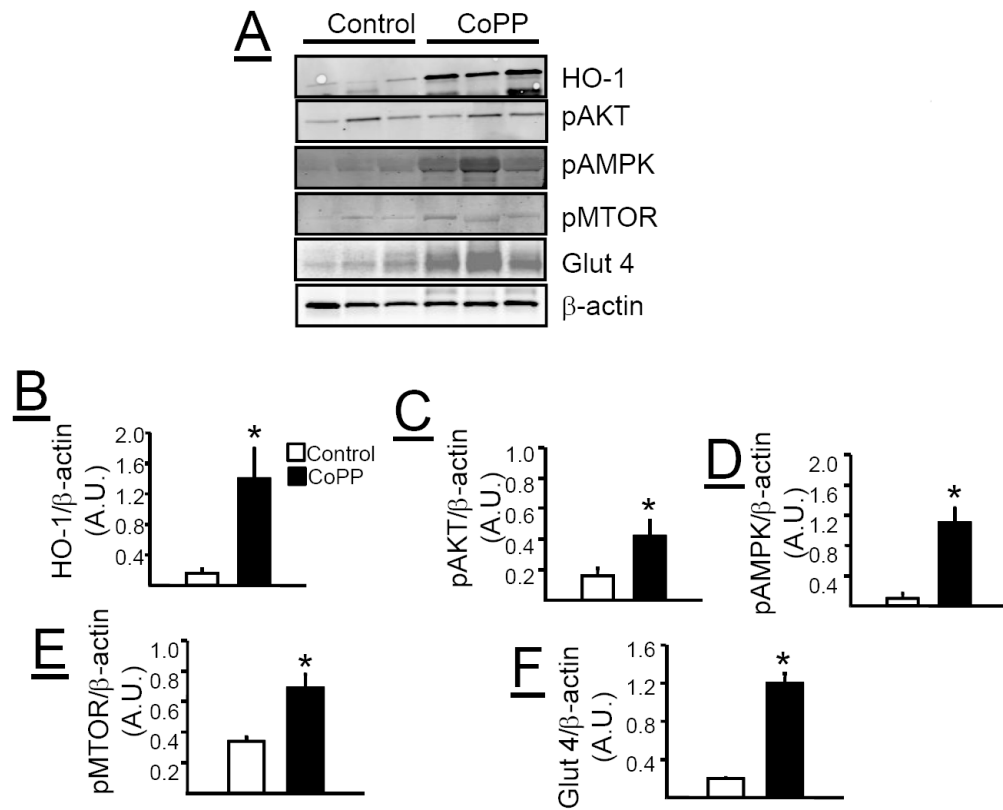 A
Control CoPP
HO-1
pAKT
pAMPK
pMTOR
Glut 4
β-actin
B
HO-1/β-actin
(A.U.)
2.0
1.6
1.2
0.8
0.4
*
Control
CoPP
C
pAKT/β-actin
(A.U.)
1.0
0.8
0.6
0.4
0.2
*
D
pAMPK/β-actin
(A.U.)
2.0
1.6
1.2
0.8
0.4
*
E
pMTOR/β-actin
(A.U.)
1.0
0.8
0.6
0.4
0.2
*
F
Glut 4/β-actin
(A.U.)
1.6
1.2
0.8
0.4
*